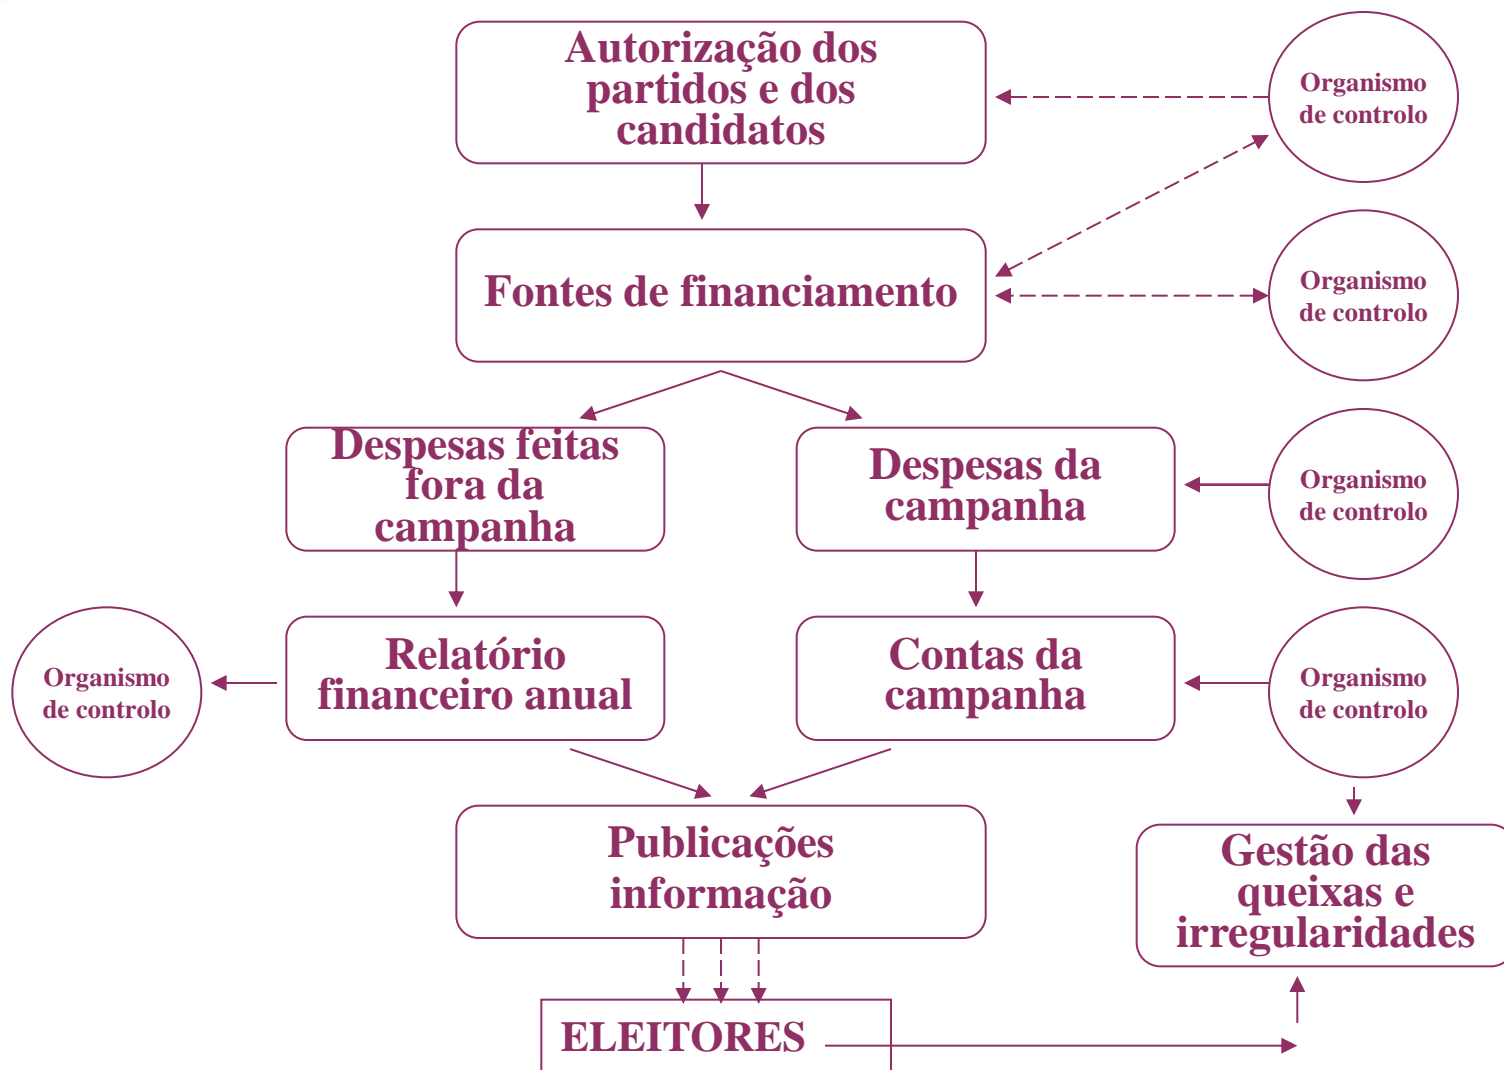 Autorização dos
partidos e dos
candidatos
Organismo
de controlo
Fontes de financiamento
Organismo
de controlo
Despesas feitas
fora da
campanha
Despesas da
campanha
Organismo
de controlo
Organismo
de controlo
Relatório
financeiro anual
Contas da
campanha
Organismo
de controlo
Publicações
informação
Gestão das
queixas e
irregularidades
ELEITORES